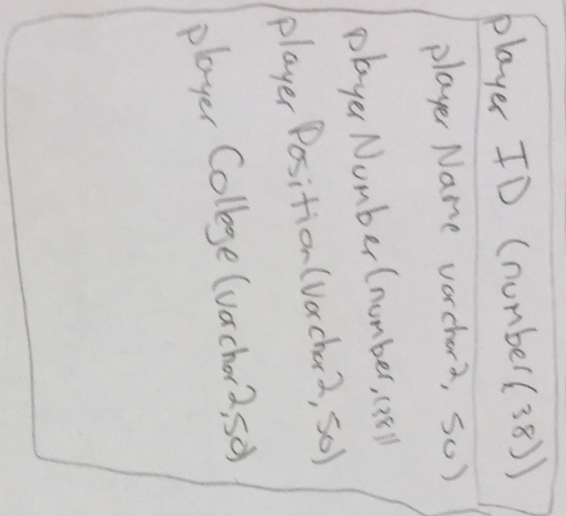 player ID (number(38))
player Name varchar2, 50)
player Number (number,(38))
player Position (varchar2, 50)
player College (varchar2,50)